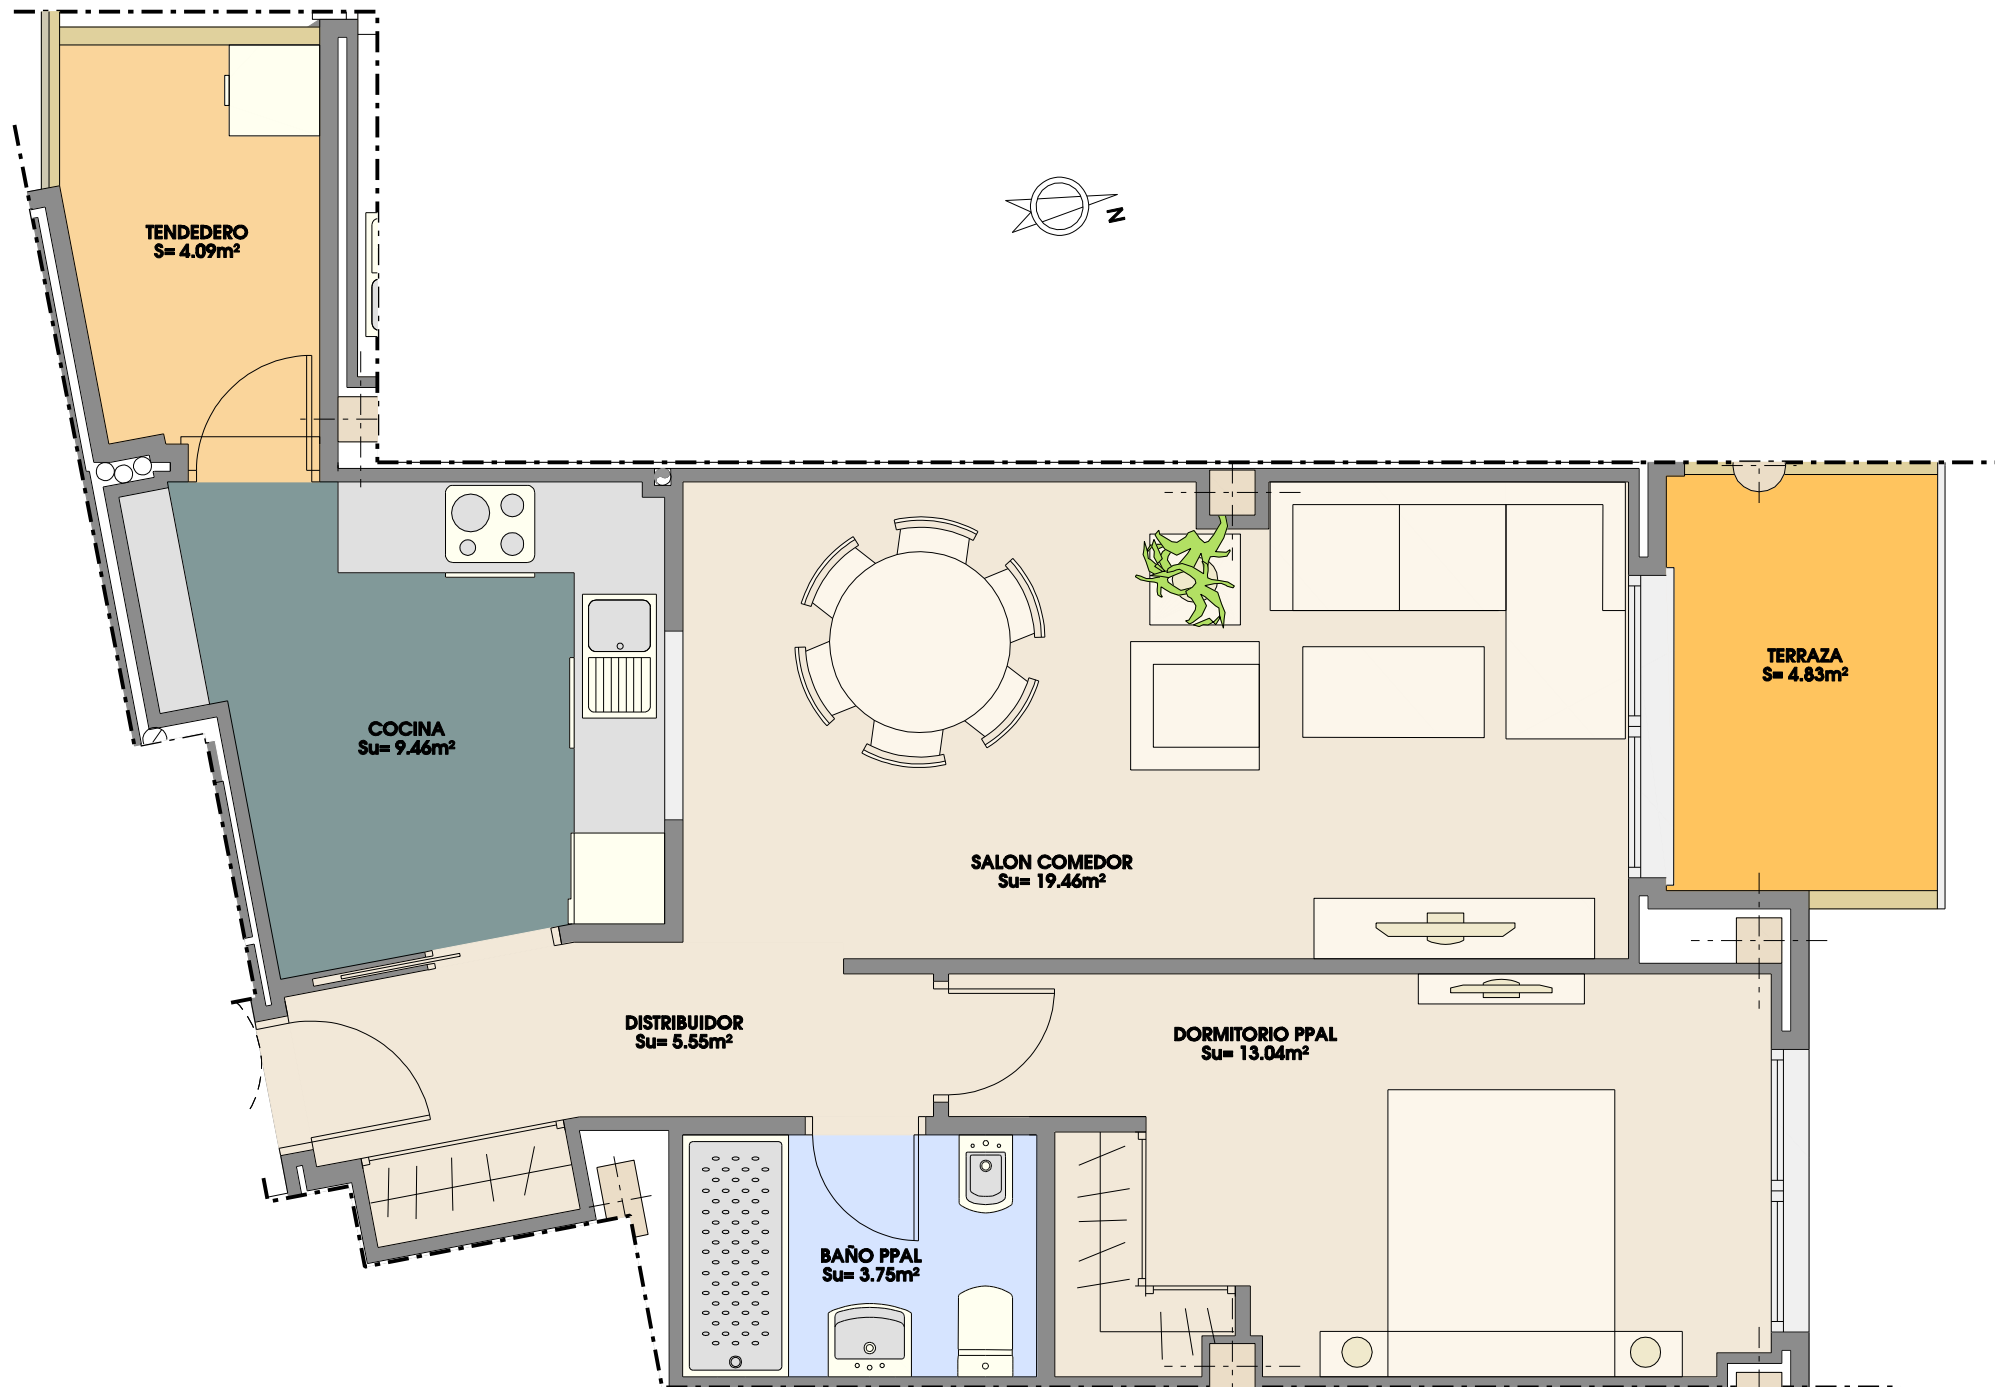 TENDEDERO
S= 4.09m²
N
TERRAZA
S= 4.83m²
COCINA
Su= 9.46m²
SALON COMEDOR
Su= 19.46m²
DISTRIBUIDOR
Su= 5.55m²
DORMITORIO PPAL
Su= 13.04m²
BAÑO PPAL
Su= 3.75m²